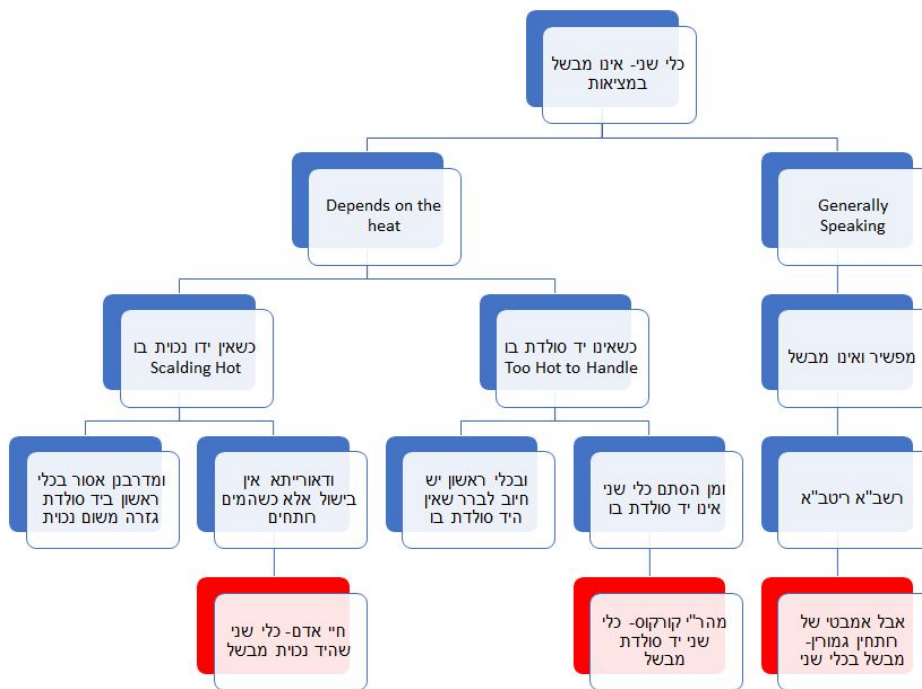 כלי שני- אינו מבשל
במציאות
Depends on the
heat
Generally
Speaking
כשאין ידו נכוית בו
Scalding Hot
כשאינו יד סולדת בו
Too Hot to Handle
מפשיר ואינו מבשל
ומדרבנן אסור בכלי
ראשון ביד סולדת
גזרה משום נכוית
ודאורייתא אין
בישול אלא כשהמים
רותחים
ובכלי ראשון יש
חיוב לברר שאין
היד סולדת בו
ומן הסתם כלי שני
אינו יד סולדת בו
רשב"א ריטב"א
חיי אדם- כלי שני
שהיד נכוית מבשל
מהר"י קורקוס- כלי
שני יד סולדת
מבשל
אבל אמבטי של
רותחין גמורין-
מבשל בכלי שני